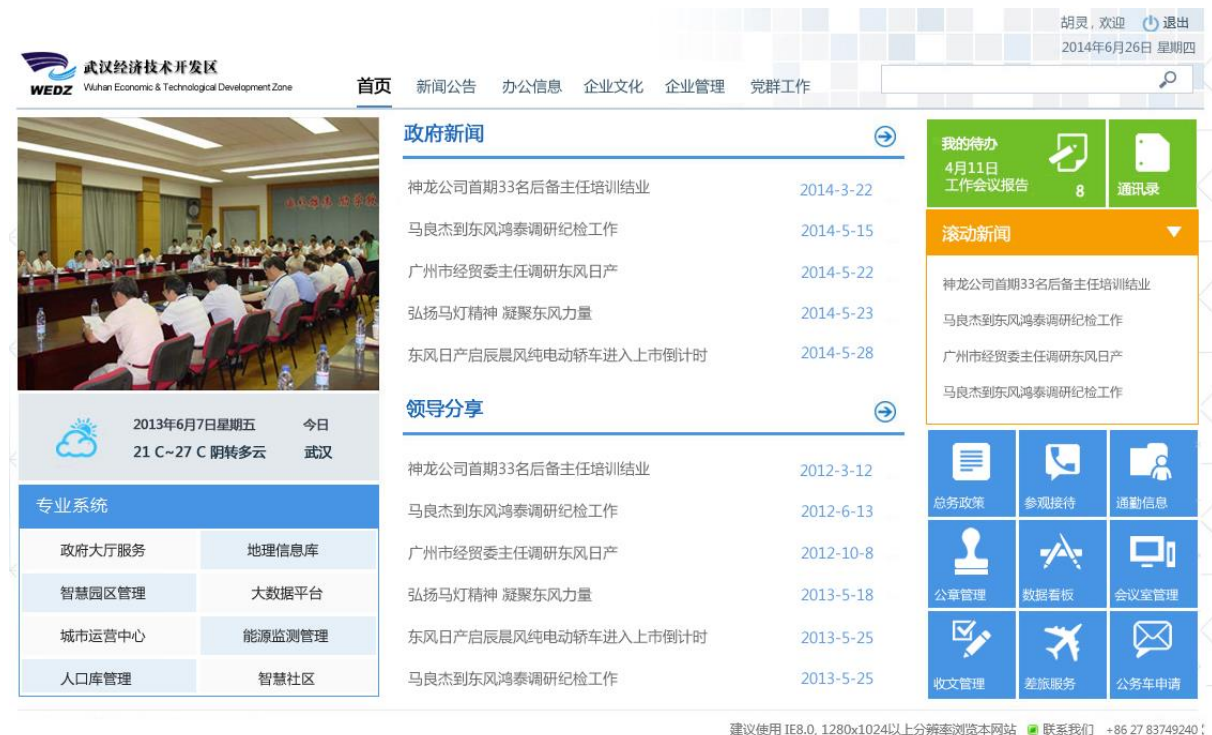 胡灵, 欢迎 退出
2014年6月26日 星期四
武汉经济技术开发区
WEDZ Wuhan Economic & Technological Development Zone
首页 新闻公告 办公信息 企业文化 企业管理 党群工作
政府新闻
神龙公司首期33名后备主任培训结业 2014-3-22
马良杰到东风鸿泰调研纪检工作 2014-5-15
广州市经贸委主任调研东风日产 2014-5-22
弘扬马灯精神 凝聚东风力量 2014-5-23
东风日产启辰晨风纯电动轿车进入上市倒计时 2014-5-28
领导分享
神龙公司首期33名后备主任培训结业 2012-3-12
马良杰到东风鸿泰调研纪检工作 2012-6-13
广州市经贸委主任调研东风日产 2012-10-8
弘扬马灯精神 凝聚东风力量 2013-5-18
东风日产启辰晨风纯电动轿车进入上市倒计时 2013-5-25
马良杰到东风鸿泰调研纪检工作 2013-5-25
2013年6月7日星期五 今日
21 C~27 C 阴转多云 武汉
专业系统
政府大厅服务 地理信息库
智慧园区管理 大数据平台
城市运营中心 能源监测管理
人口库管理 智慧社区
我的待办
4月11日
工作会议报告 8
通讯录
滚动新闻
神龙公司首期33名后备主任培训结业
马良杰到东风鸿泰调研纪检工作
广州市经贸委主任调研东风日产
马良杰到东风鸿泰调研纪检工作
总务政策 参观接待 通勤信息
公章管理 数据看板 会议室管理
收文管理 差旅服务 公务车申请
建议使用 IE8.0, 1280x1024以上分辨率浏览本网站 联系我们 +86 27 83749240